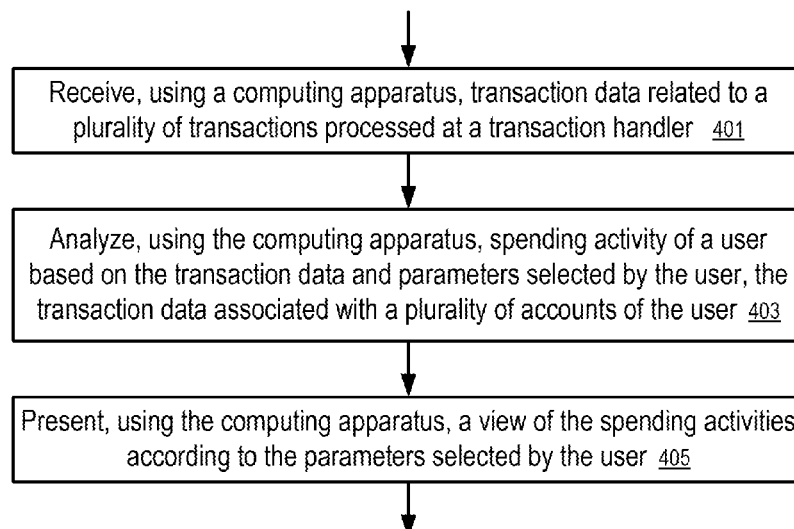 Receive, using a computing apparatus, transaction data related to a
plurality of transactions processed at a transaction handler 401
Analyze, using the computing apparatus, spending activity of a user
based on the transaction data and parameters selected by the user, the
transaction data associated with a plurality of accounts of the user 403
Present, using the computing apparatus, a view of the spending activities
according to the parameters selected by the user 405